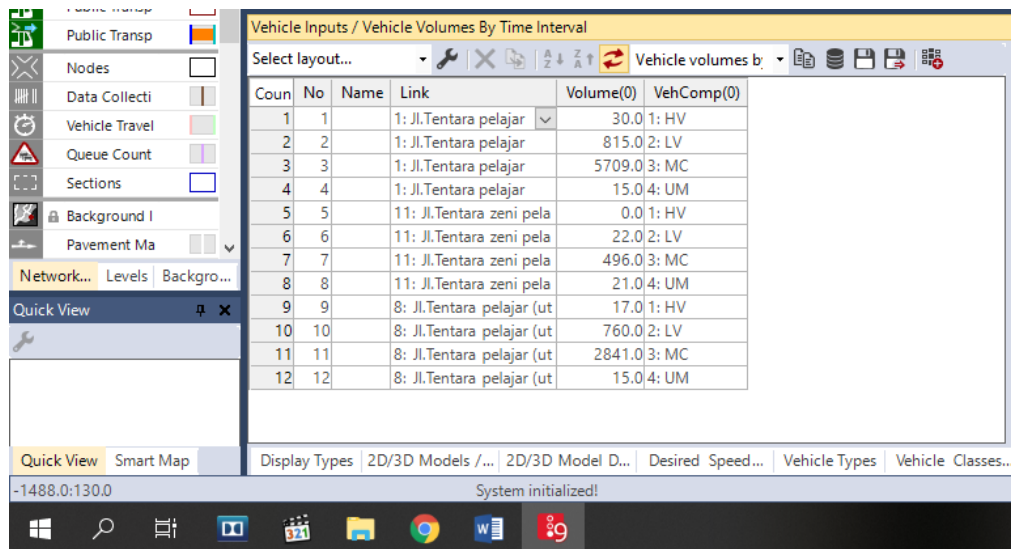 Public Transp
Nodes
Data Collecti
Vehicle Travel
Queue Count
Sections
Background I
Pavement Ma
Network... Levels Backgro...
Quick View
Quick View Smart Map
Vehicle Inputs / Vehicle Volumes By Time Interval
Select layout... Vehicle volumes b
Coun No Name Link Volume(0) VehComp(0)
1 1 1: Jl.Tentara pelajar 30.0 1: HV
2 2 1: Jl.Tentara pelajar 815.0 2: LV
3 3 1: Jl.Tentara pelajar 5709.0 3: MC
4 4 1: Jl.Tentara pelajar 15.0 4: UM
5 5 11: Jl.Tentara zeni pela 0.0 1: HV
6 6 11: Jl.Tentara zeni pela 22.0 2: LV
7 7 11: Jl.Tentara zeni pela 496.0 3: MC
8 8 11: Jl.Tentara zeni pela 21.0 4: UM
9 9 8: Jl.Tentara pelajar (ut 17.0 1: HV
10 10 8: Jl.Tentara pelajar (ut 760.0 2: LV
11 11 8: Jl.Tentara pelajar (ut 2841.0 3: MC
12 12 8: Jl.Tentara pelajar (ut 15.0 4: UM
Display Types 2D/3D Models /... 2D/3D Model D... Desired Speed... Vehicle Types Vehicle Classes...
-1488.0:130.0 System initialized!
321 9